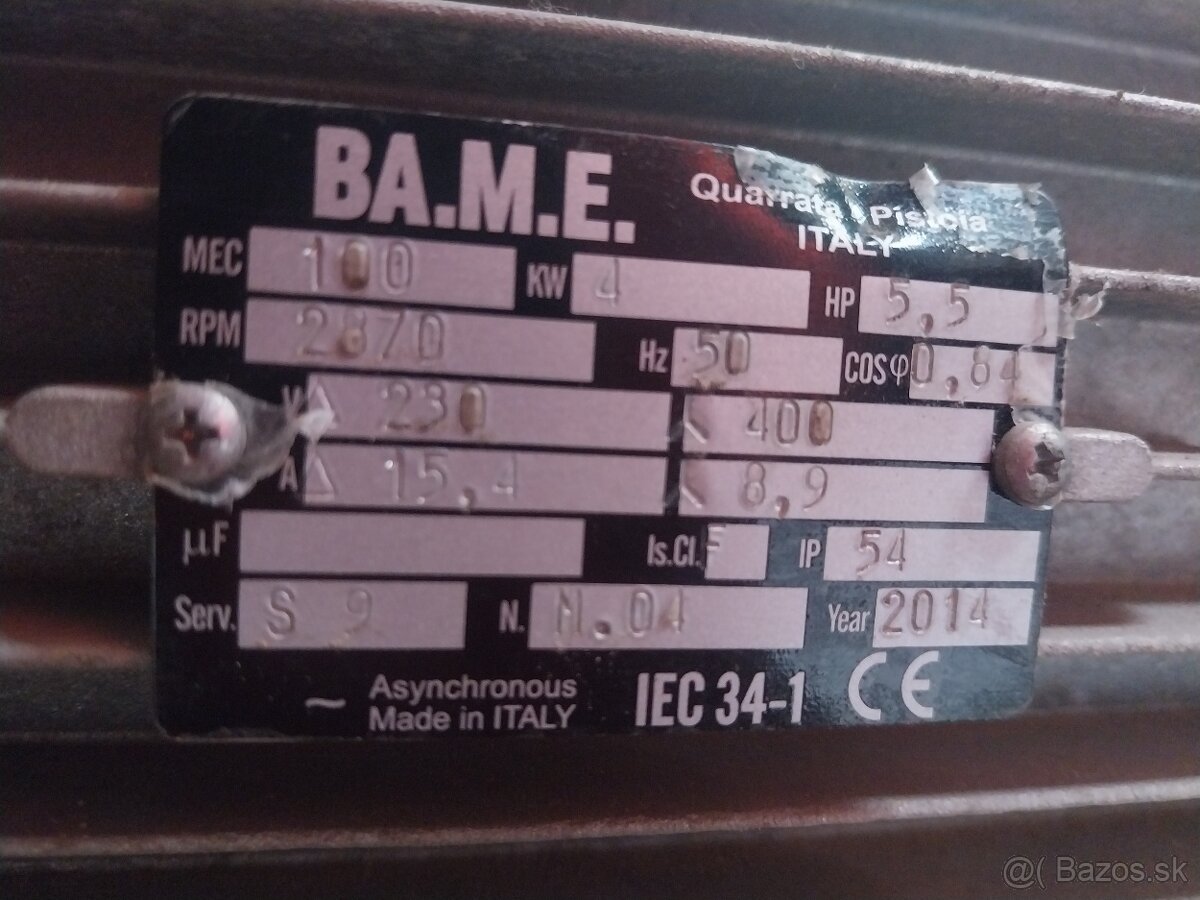 BA.M.E.
Quarrata - Pistoia
ITALY
MEC 100 KW 4 HP 5,5
RPM 2870 Hz 50 COSφ 0,84
V Δ 230 400
A Δ 15,4 8,9
µF Is.Cl. F IP 54
Serv. S 9 N. M.04 Year 2014
~ Asynchronous
Made in ITALY IEC 34-1 CE
@( Bazos.sk